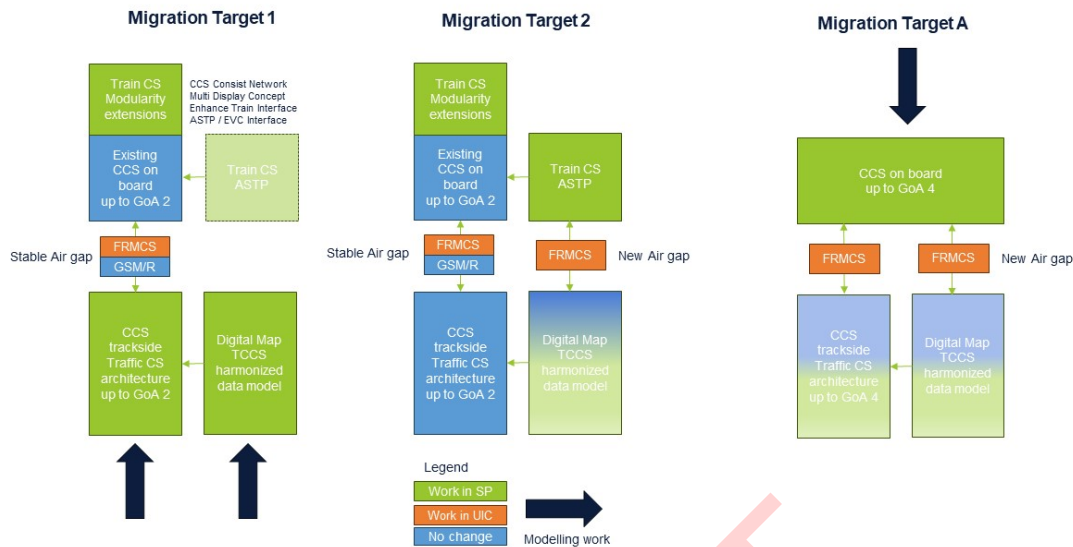 Migration Target 1
Train CS
Modularity
extensions
CCS Consist Network
Multi Display Concept
Enhance Train Interface
ASTP / EVC Interface
Existing
CCS on
board
up to GoA 2
Train CS
ASTP
Stable Air gap
FRMCS
GSM/R
CCS
trackside
Traffic CS
architecture
up to GoA 2
Digital Map
TCCS
harmonized
data model
Migration Target 2
Train CS
Modularity
extensions
Existing
CCS on
board
up to GoA 2
Train CS
ASTP
Stable Air gap
FRMCS
GSM/R
FRMCS
New Air gap
CCS
trackside
Traffic CS
architecture
up to GoA 2
Digital Map
TCCS
harmonized
data model
Migration Target A
CCS on board
up to GoA 4
FRMCS
FRMCS
New Air gap
CCS
trackside
Traffic CS
architecture
up to GoA 4
Digital Map
TCCS
harmonized
data model
Legend
Work in SP
Work in UIC
No change
Modelling work